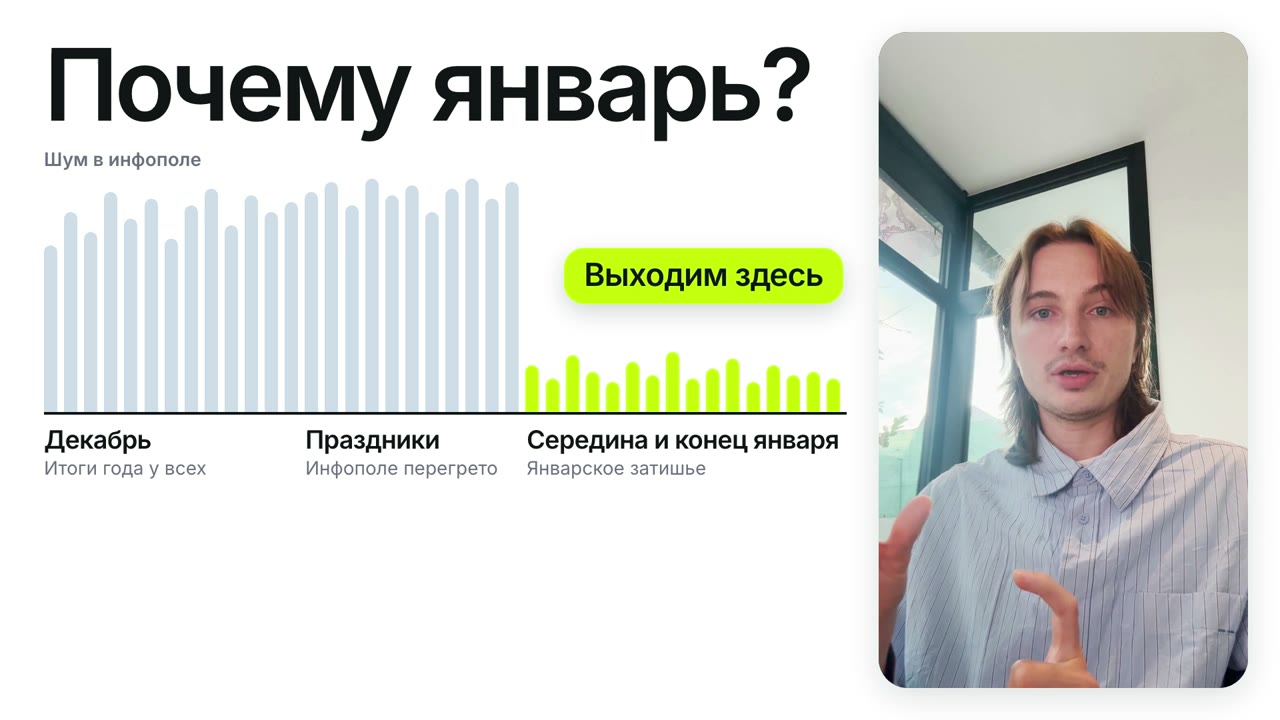 Почему январь?
Шум в инфополе
Выходим здесь
Декабрь
Итоги года у всех
Праздники
Инфополе перегрето
Середина и конец января
Январское затишье